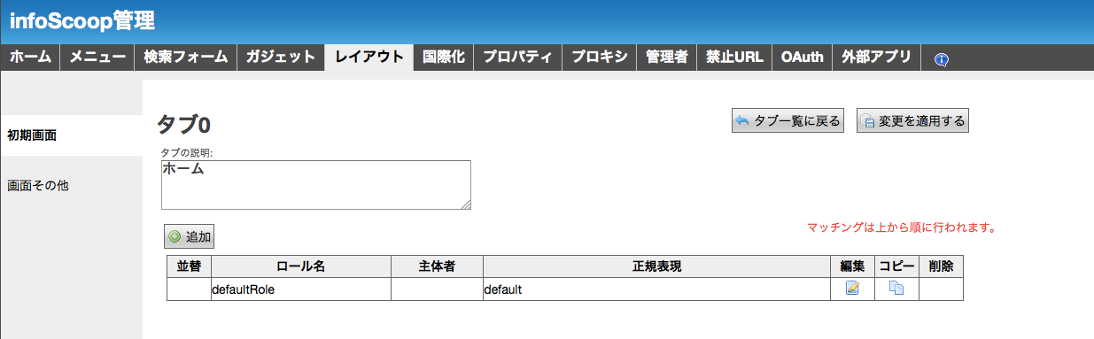 infoScoop管理
ホーム メニュー 検索フォーム ガジェット レイアウト 国際化 プロパティ プロキシ 管理者 禁止URL OAuth 外部アプリ
初期画面
画面その他
タブ0
タブ一覧に戻る 変更を適用する
タブの説明:
ホーム
追加
マッチングは上から順に行われます。
並替 ロール名 主体者 正規表現 編集 コピー 削除
defaultRole default